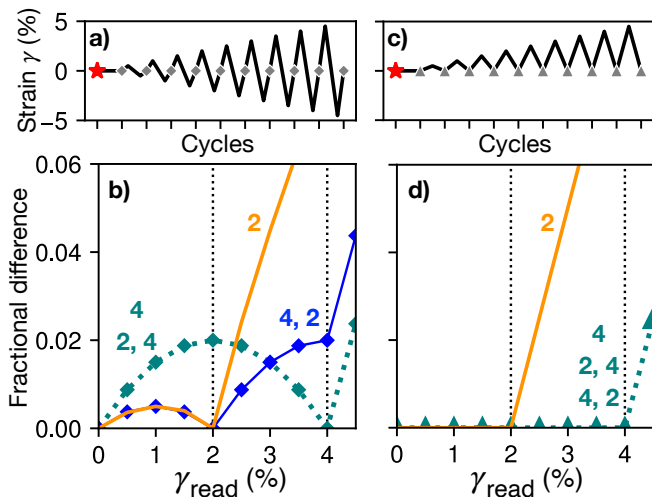 a)
5
0
−5
Strain γ (%)
Cycles
c)
Cycles
b)
0.06
0.04
0.02
0.00
Fractional difference
2
4
2, 4
4, 2
0 1 2 3 4
γread (%)
d)
2
4
2, 4
4, 2
0 1 2 3 4
γread (%)